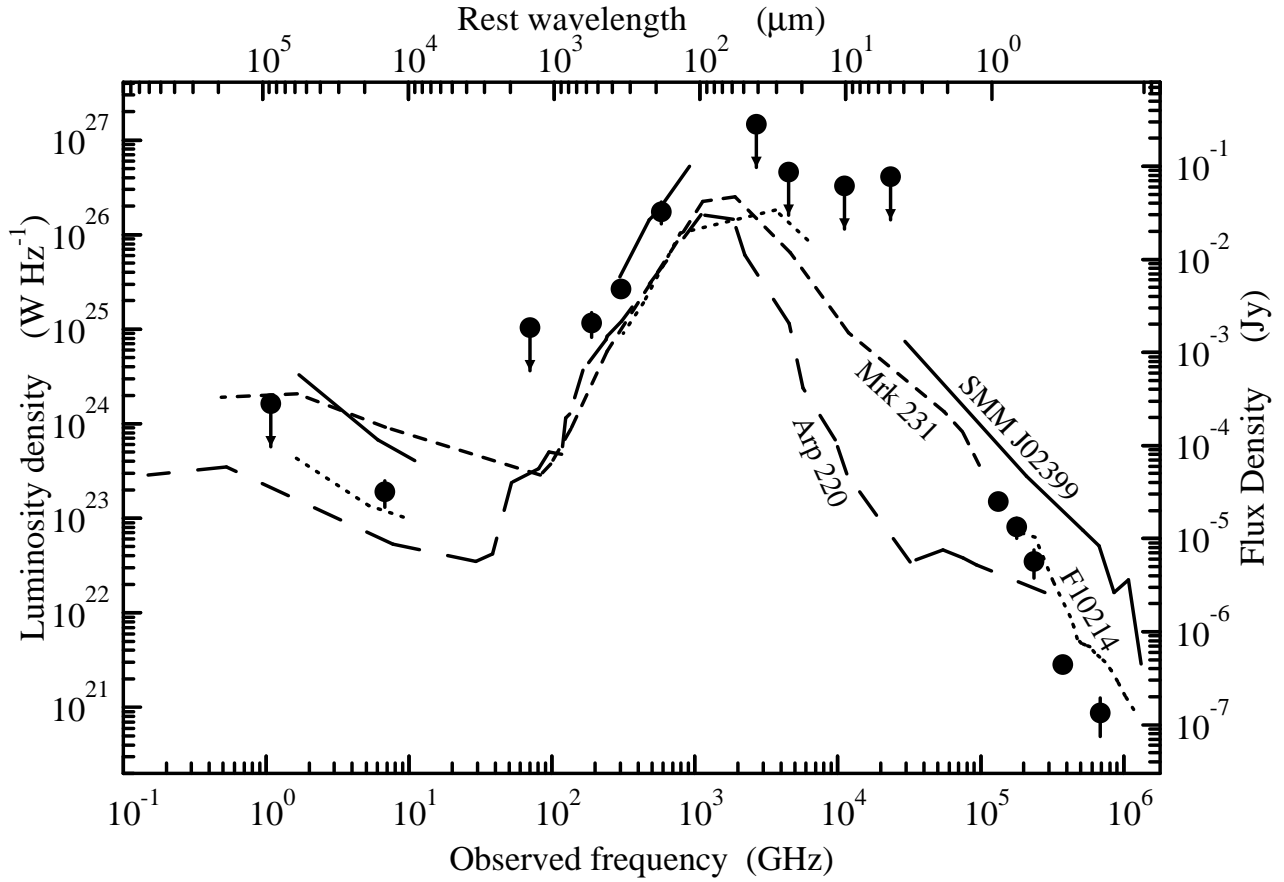 Rest wavelength (μm)
10^5 10^4 10^3 10^2 10^1 10^0
Luminosity density (W Hz^-1)
10^27
10^26
10^25
10^24
10^23
10^22
10^21
10^-1
10^-2
10^-3
10^-4
10^-5
10^-6
10^-7
Flux Density (Jy)
SMM J02399
Mrk 231
Arp 220
F10214
10^-1 10^0 10^1 10^2 10^3 10^4 10^5 10^6
Observed frequency (GHz)